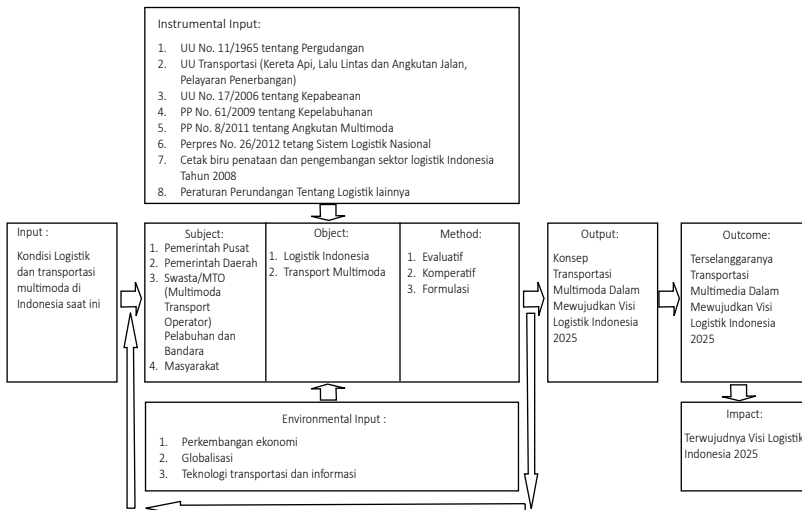 Instrumental Input:
1. UU No. 11/1965 tentang Pergudangan
2. UU Transportasi (Kereta Api, Lalu Lintas dan Angkutan Jalan,
Pelayaran Penerbangan)
3. UU No. 17/2006 tentang Kepabeanan
4. PP No. 61/2009 tentang Kepelabuhanan
5. PP No. 8/2011 tentang Angkutan Multimoda
6. Perpres No. 26/2012 tetang Sistem Logistik Nasional
7. Cetak biru penataan dan pengembangan sektor logistik Indonesia
Tahun 2008
8. Peraturan Perundangan Tentang Logistik lainnya
Input :
Kondisi Logistik
dan transportasi
multimoda di
Indonesia saat ini
Subject:
1. Pemerintah Pusat
2. Pemerintah Daerah
3. Swasta/MTO
(Multimoda
Transport
Operator)
Pelabuhan dan
Bandara
4. Masyarakat
Object:
1. Logistik Indonesia
2. Transport Multimoda
Method:
1. Evaluatif
2. Komperatif
3. Formulasi
Output:
Konsep
Transportasi
Multimoda Dalam
Mewujudkan Visi
Logistik Indonesia
2025
Outcome:
Terselanggaranya
Transportasi
Multimedia Dalam
Mewujudkan Visi
Logistik Indonesia
2025
Environmental Input :
1. Perkembangan ekonomi
2. Globalisasi
3. Teknologi transportasi dan informasi
Impact:
Terwujudnya Visi Logistik
Indonesia 2025